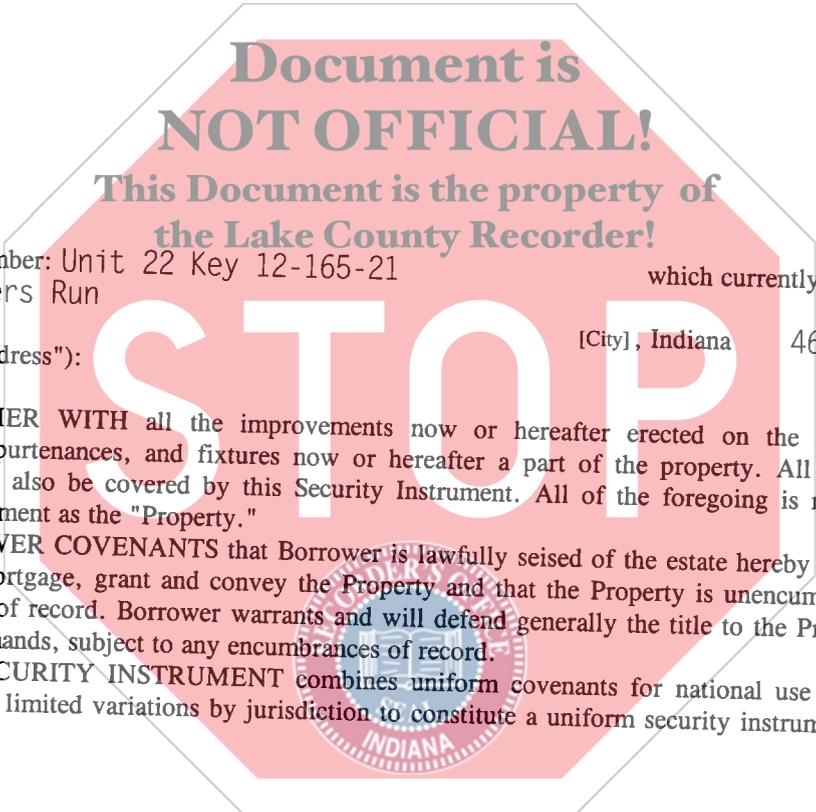 Document is
NOT OFFICIAL!
This Document is the property of
the Lake County Recorder!
mber: Unit 22 Key 12-165-21 which currently
ers Run
[City], Indiana 46
dress"):
STOP
HER WITH all the improvements now or hereafter erected on the
purtenances, and fixtures now or hereafter a part of the property. All
also be covered by this Security Instrument. All of the foregoing is r
ment as the "Property."
WER COVENANTS that Borrower is lawfully seised of the estate hereby
ortgage, grant and convey the Property and that the Property is unencum
of record. Borrower warrants and will defend generally the title to the Pr
mands, subject to any encumbrances of record.
CURITY INSTRUMENT combines uniform covenants for national use
limited variations by jurisdiction to constitute a uniform security instrum
RECORDER'S OFFICE
SEAL
INDIANA